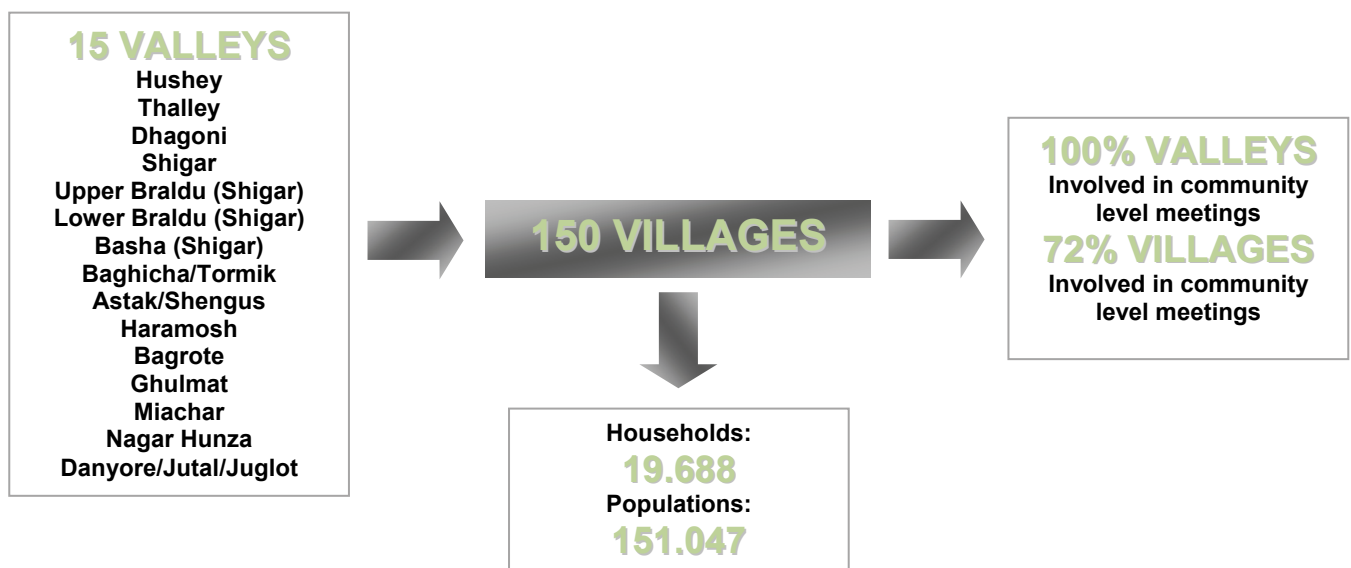 15 VALLEYS
Hushey
Thalley
Dhagoni
Shigar
Upper Braldu (Shigar)
Lower Braldu (Shigar)
Basha (Shigar)
Baghicha/Tormik
Astak/Shengus
Haramosh
Bagrote
Ghulmat
Miachar
Nagar Hunza
Danyore/Jutal/Juglot
150 VILLAGES
100% VALLEYS
Involved in community
level meetings
72% VILLAGES
Involved in community
level meetings
Households:
19.688
Populations:
151.047